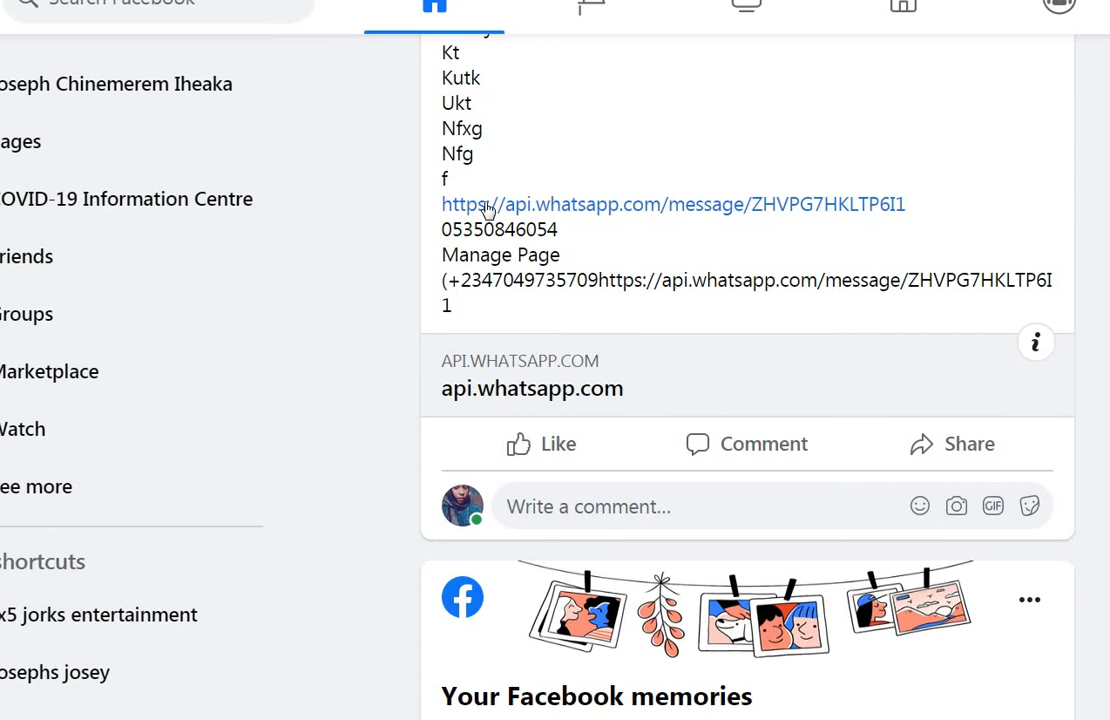 Search Facebook
oseph Chinemerem Iheaka
ages
OVID-19 Information Centre
riends
Groups
Marketplace
Watch
ee more
shortcuts
x5 jorks entertainment
osephs josey
Kt
Kutk
Ukt
Nfxg
Nfg
f
https://api.whatsapp.com/message/ZHVPG7HKLTP6I1
05350846054
Manage Page
(+2347049735709https://api.whatsapp.com/message/ZHVPG7HKLTP6I
1
API.WHATSAPP.COM
api.whatsapp.com
Like
Comment
Share
Write a comment...
GIF
Your Facebook memories